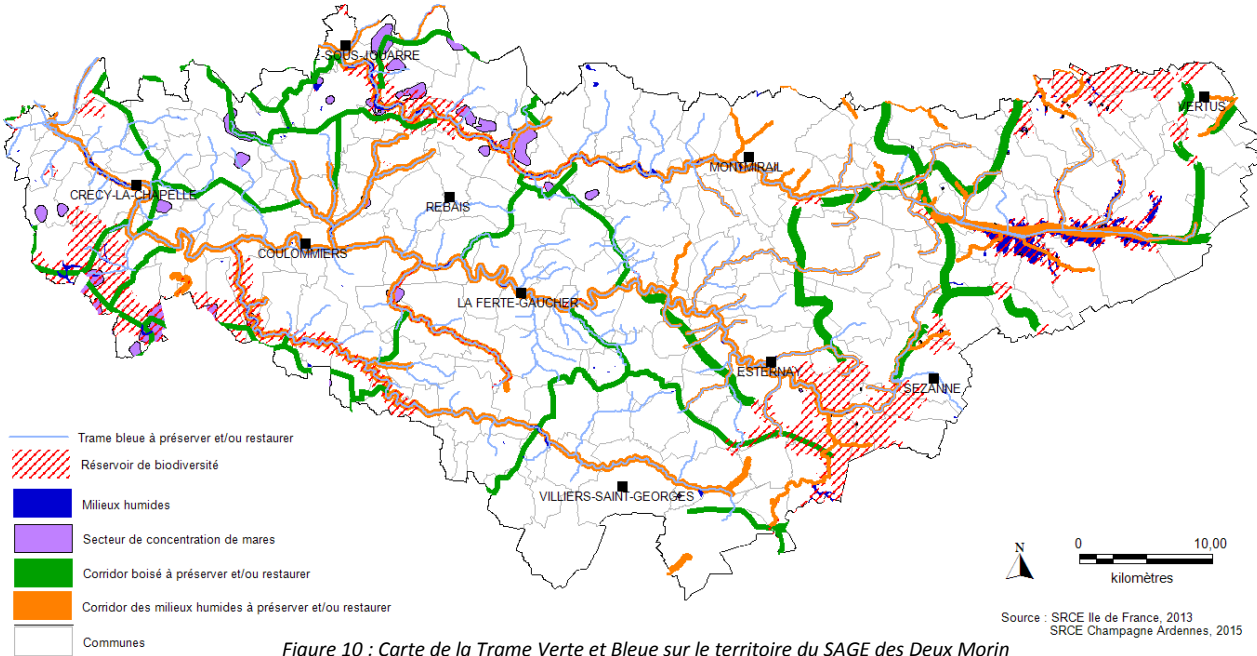 -SOUS-JOUARRE
VERTUS
MONTMIRAIL
CRECY-LA-CHAPELLE
REBAIS
COULOMMIERS
LA FERTE-GAUCHER
ESTERNAY
SEZANNE
VILLIERS-SAINT-GEORGES
Trame bleue à préserver et/ou restaurer
Réservoir de biodiversité
Milieux humides
Secteur de concentration de mares
Corridor boisé à préserver et/ou restaurer
Corridor des milieux humides à préserver et/ou restaurer
Communes
N
0 10,00
kilomètres
Source : SRCE Ile de France, 2013
SRCE Champagne Ardennes, 2015
Figure 10 : Carte de la Trame Verte et Bleue sur le territoire du SAGE des Deux Morin